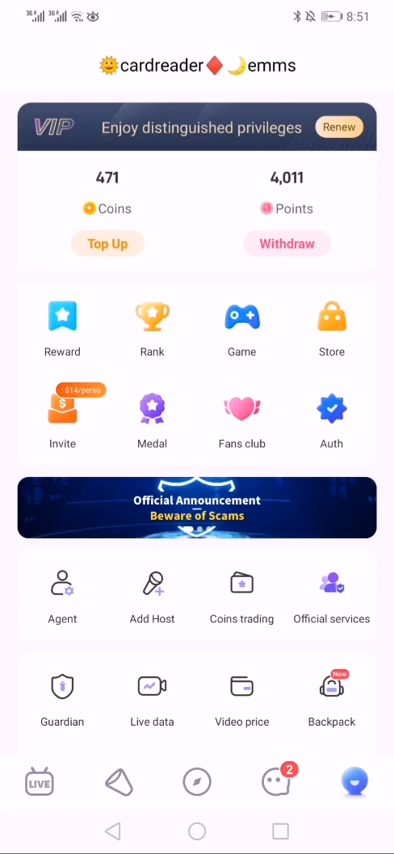 3G 3G 8:51
🌞cardreader♦️🌙emms
VIP Enjoy distinguished privileges Renew
471 4,011
Coins Points
Top Up Withdraw
Reward Rank Game Store
$14/perso
Invite Medal Fans club Auth
Official Announcement
Beware of Scams
Agent Add Host Coins trading Official services
New
Guardian Live data Video price Backpack
LIVE 2